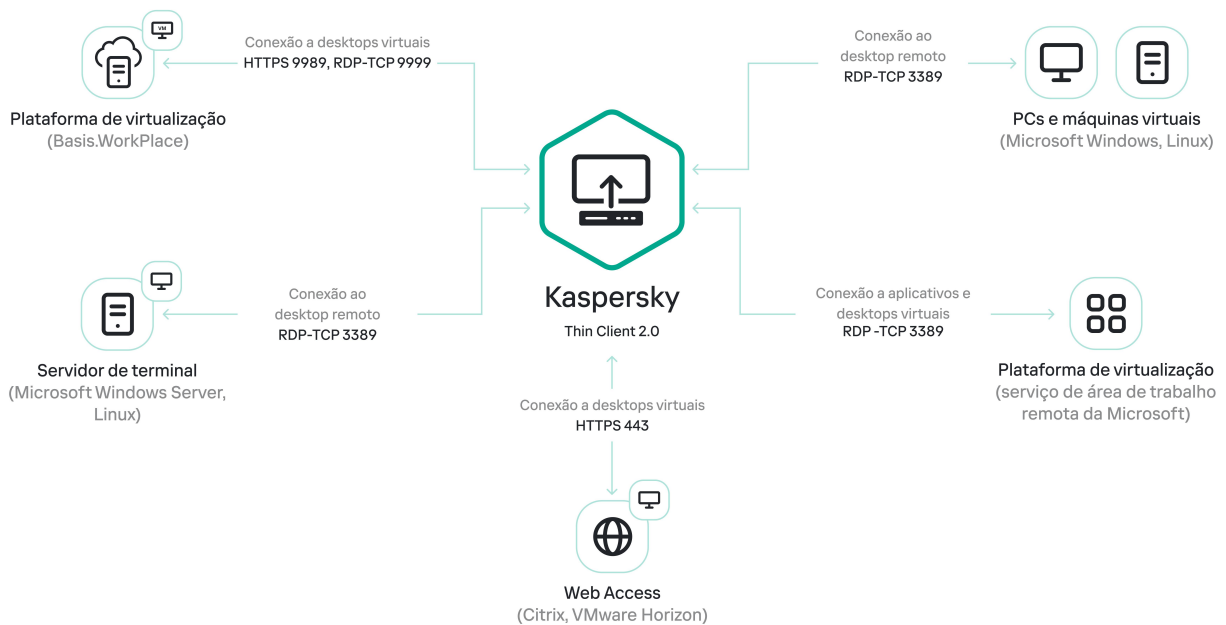 VM
Conexão a desktops virtuais
HTTPS 9989, RDP-TCP 9999
Plataforma de virtualização
(Basis.WorkPlace)
Conexão ao
desktop remoto
RDP-TCP 3389
PCs e máquinas virtuais
(Microsoft Windows, Linux)
Kaspersky
Thin Client 2.0
Conexão ao
desktop remoto
RDP-TCP 3389
Servidor de terminal
(Microsoft Windows Server,
Linux)
Conexão a aplicativos e
desktops virtuais
RDP -TCP 3389
Plataforma de virtualização
(serviço de área de trabalho
remota da Microsoft)
Conexão a desktops virtuais
HTTPS 443
Web Access
(Citrix, VMware Horizon)